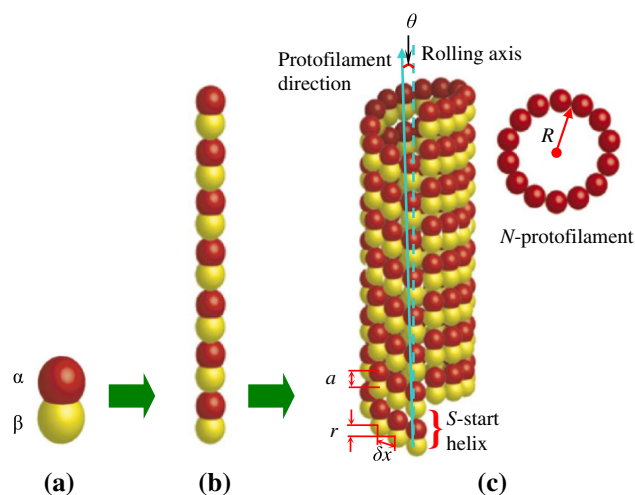 θ
Protofilament
direction
Rolling axis
R
N-protofilament
α
β
a
r
δx
S-start
helix
(a)
(b)
(c)